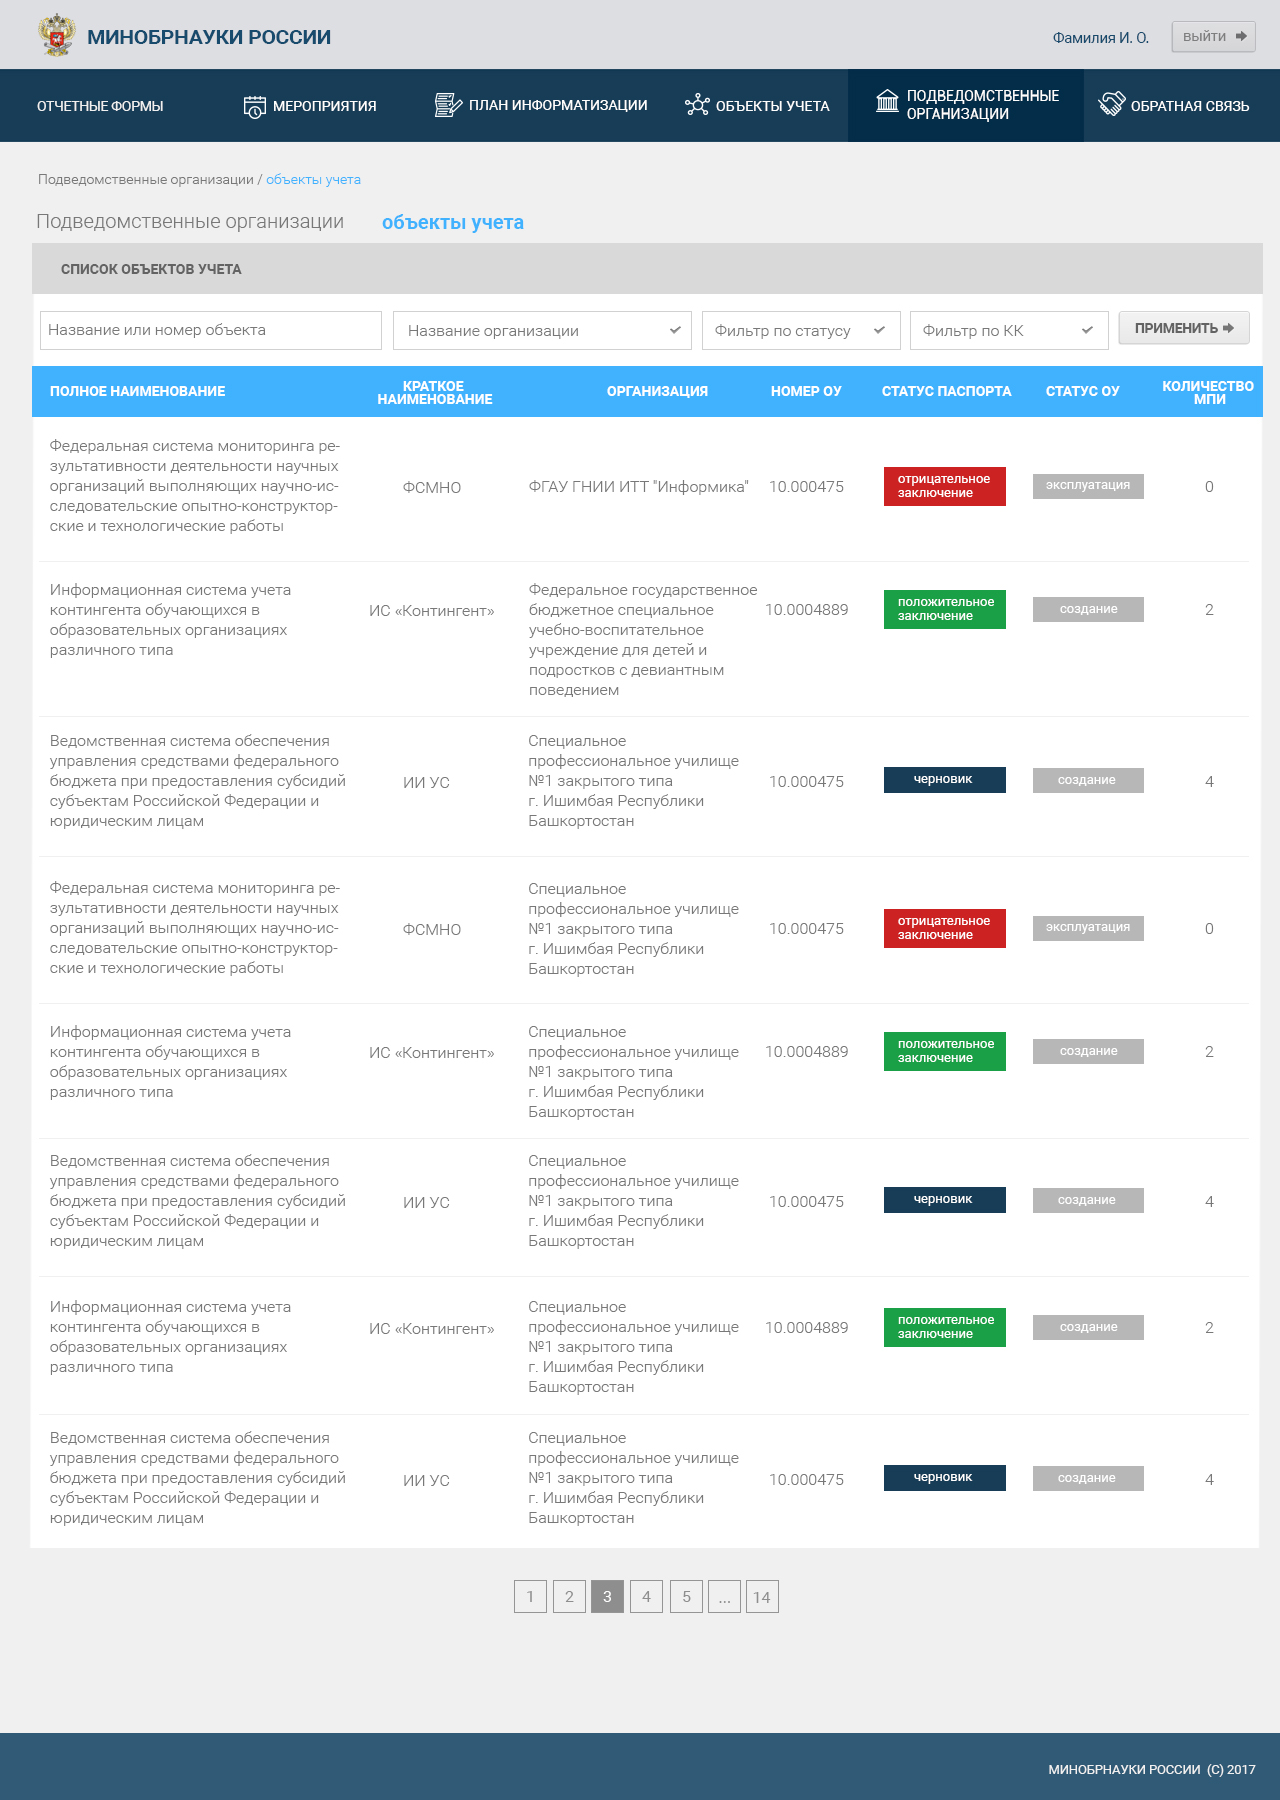 МИНОБРНАУКИ РОССИИ
Фамилия И. О.
выйти
ОТЧЕТНЫЕ ФОРМЫ
МЕРОПРИЯТИЯ
ПЛАН ИНФОРМАТИЗАЦИИ
ОБЪЕКТЫ УЧЕТА
ПОДВЕДОМСТВЕННЫЕ
ОРГАНИЗАЦИИ
ОБРАТНАЯ СВЯЗЬ
Подведомственные организации / объекты учета
Подведомственные организации объекты учета
СПИСОК ОБЪЕКТОВ УЧЕТА
Название или номер объекта
Название организации
Фильтр по статусу
Фильтр по КК
ПРИМЕНИТЬ
ПОЛНОЕ НАИМЕНОВАНИЕ
КРАТКОЕ
НАИМЕНОВАНИЕ
ОРГАНИЗАЦИЯ
НОМЕР ОУ
СТАТУС ПАСПОРТА
СТАТУС ОУ
КОЛИЧЕСТВО
МПИ
Федеральная система мониторинга ре-
зультативности деятельности научных
организаций выполняющих научно-ис-
следовательские опытно-конструктор-
ские и технологические работы
ФСМНО
ФГАУ ГНИИ ИТТ "Информика"
10.000475
отрицательное
заключение
эксплуатация
0
Информационная система учета
контингента обучающихся в
образовательных организациях
различного типа
ИС «Контингент»
Федеральное государственное
бюджетное специальное
учебно-воспитательное
учреждение для детей и
подростков с девиантным
поведением
10.0004889
положительное
заключение
создание
2
Ведомственная система обеспечения
управления средствами федерального
бюджета при предоставления субсидий
субъектам Российской Федерации и
юридическим лицам
ИИ УС
Специальное
профессиональное училище
№1 закрытого типа
г. Ишимбая Республики
Башкортостан
10.000475
черновик
создание
4
Федеральная система мониторинга ре-
зультативности деятельности научных
организаций выполняющих научно-ис-
следовательские опытно-конструктор-
ские и технологические работы
ФСМНО
Специальное
профессиональное училище
№1 закрытого типа
г. Ишимбая Республики
Башкортостан
10.000475
отрицательное
заключение
эксплуатация
0
Информационная система учета
контингента обучающихся в
образовательных организациях
различного типа
ИС «Контингент»
Специальное
профессиональное училище
№1 закрытого типа
г. Ишимбая Республики
Башкортостан
10.0004889
положительное
заключение
создание
2
Ведомственная система обеспечения
управления средствами федерального
бюджета при предоставления субсидий
субъектам Российской Федерации и
юридическим лицам
ИИ УС
Специальное
профессиональное училище
№1 закрытого типа
г. Ишимбая Республики
Башкортостан
10.000475
черновик
создание
4
Информационная система учета
контингента обучающихся в
образовательных организациях
различного типа
ИС «Контингент»
Специальное
профессиональное училище
№1 закрытого типа
г. Ишимбая Республики
Башкортостан
10.0004889
положительное
заключение
создание
2
Ведомственная система обеспечения
управления средствами федерального
бюджета при предоставления субсидий
субъектам Российской Федерации и
юридическим лицам
ИИ УС
Специальное
профессиональное училище
№1 закрытого типа
г. Ишимбая Республики
Башкортостан
10.000475
черновик
создание
4
1 2 3 4 5 ... 14
МИНОБРНАУКИ РОССИИ (С) 2017